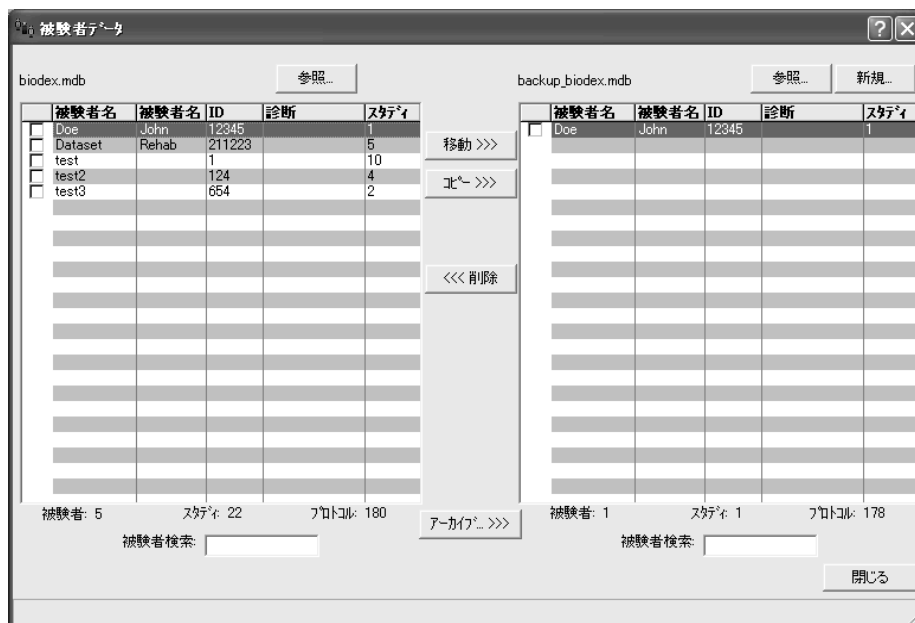 被験者データ
biodex.mdb 参照... backup_biodex.mdb 参照... 新規...
被験者名 被験者名 ID 診断 スタディ 被験者名 被験者名 ID 診断 スタディ
Doe John 12345 1 移動 >>> Doe John 12345 1
Dataset Rehab 211223 5
test 1 10
test2 124 4 コピー >>>
test3 654 2
<<< 削除
被験者: 5 スタディ: 22 プロトコル: 180 アーカイブ... >>> 被験者: 1 スタディ: 1 プロトコル: 178
被験者検索: 被験者検索:
閉じる